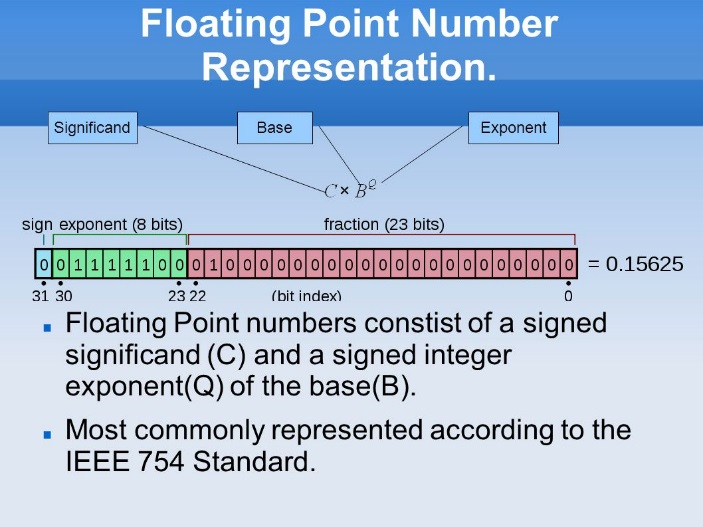 Floating Point Number
Representation.
Significand Base Exponent
C × B^Q
sign exponent (8 bits) fraction (23 bits)
0 0 1 1 1 1 1 0 0 0 1 0 0 0 0 0 0 0 0 0 0 0 0 0 0 0 0 0 0 0 0 0 = 0.15625
31 30 23 22 (bit index) 0
Floating Point numbers constist of a signed
significand (C) and a signed integer
exponent(Q) of the base(B).
Most commonly represented according to the
IEEE 754 Standard.